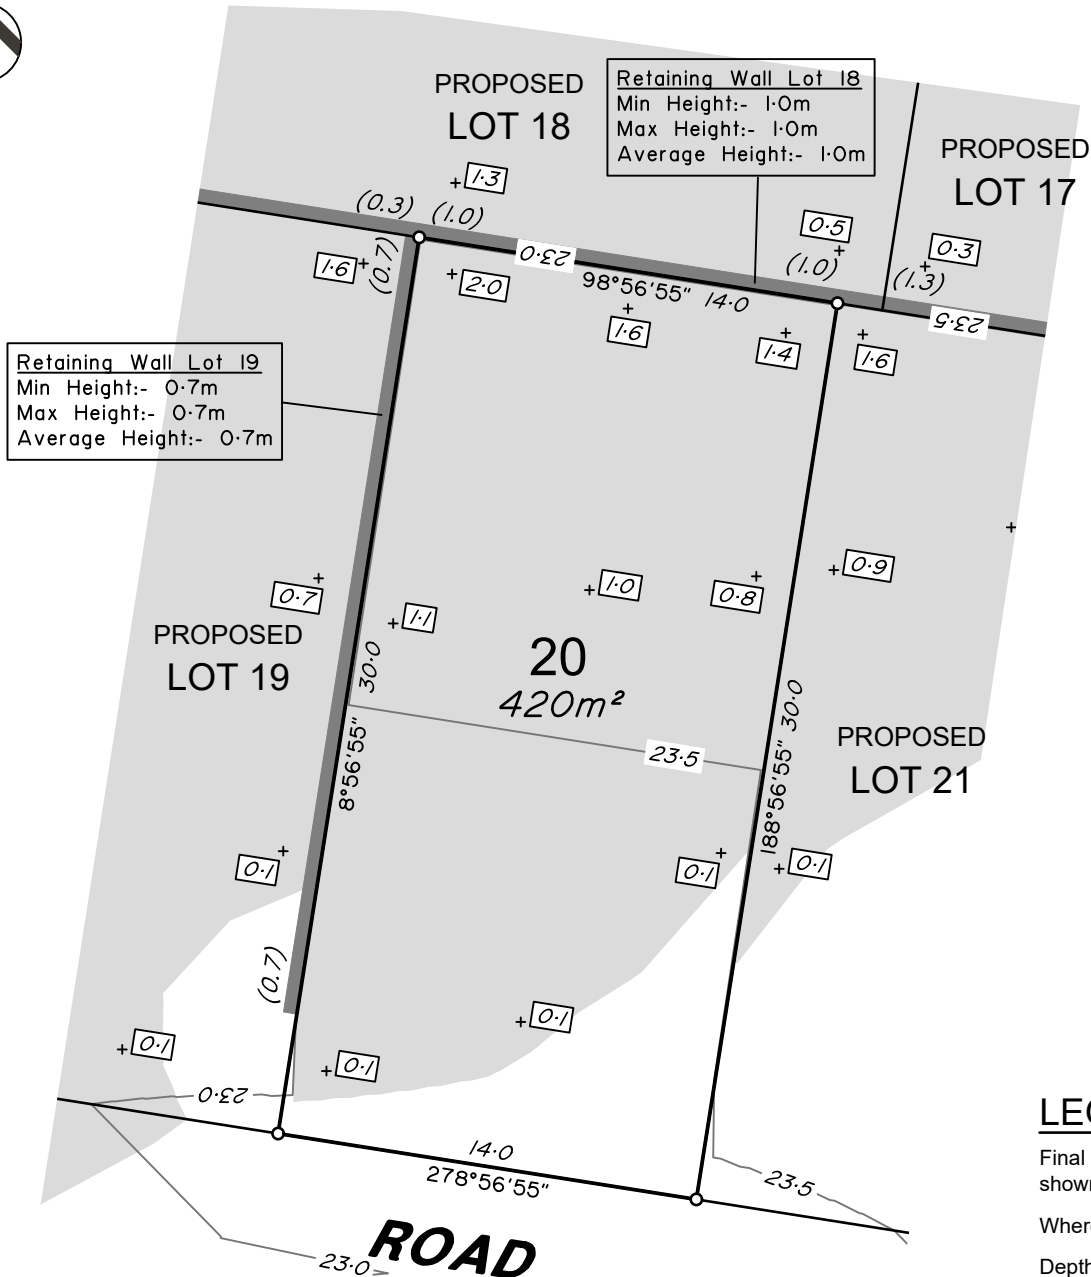 PROPOSED
LOT 18
Retaining Wall Lot 18
Min Height:- 1·0m
Max Height:- 1·0m
Average Height:- 1·0m
PROPOSED
LOT 17
1·3
(0.3)
(1.0)
0·5
0·3
(1.0)
(1.3)
23·0
1·6
(0.7)
2·0
98°56'55"
14·0
23·5
1·6
1·4
1·6
Retaining Wall Lot 19
Min Height:- 0·7m
Max Height:- 0·7m
Average Height:- 0·7m
0·7
1·1
1·0
0·8
0·9
PROPOSED
LOT 19
20
420m²
30·0
8°56'55"
23·5
188°56'55"
30·0
PROPOSED
LOT 21
0·1
0·1
0·1
(0.7)
0·1
0·1
0·1
23·0
14·0
278°56'55"
23·5
ROAD
23·0
Final
shown
Where
Depth